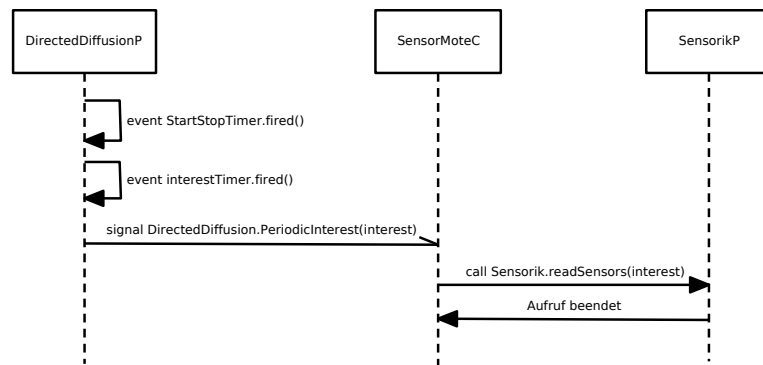 DirectedDiffusionP
SensorMoteC
SensorikP
event StartStopTimer.fired()
event interestTimer.fired()
signal DirectedDiffusion.PeriodicInterest(interest)
call Sensorik.readSensors(interest)
Aufruf beendet